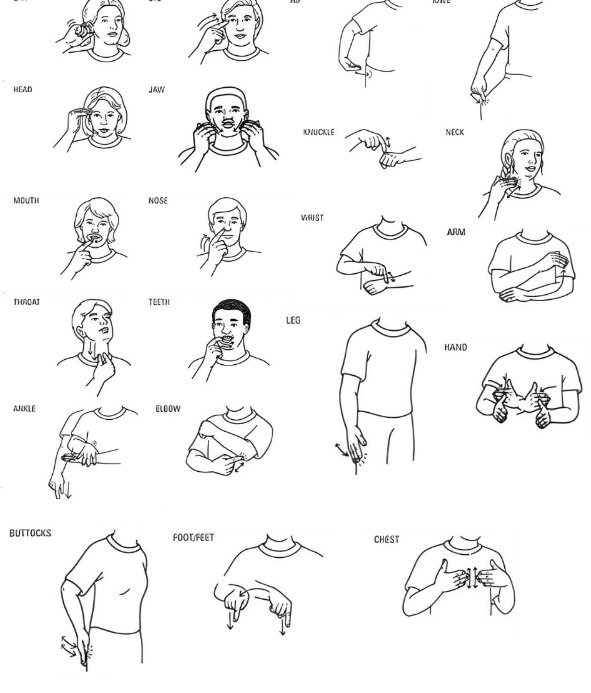 HEAD
JAW
KNUCKLE
NECK
MOUTH
NOSE
WRIST
ARM
THROAT
TEETH
LEG
HAND
ANKLE
ELBOW
BUTTOCKS
FOOT/FEET
CHEST